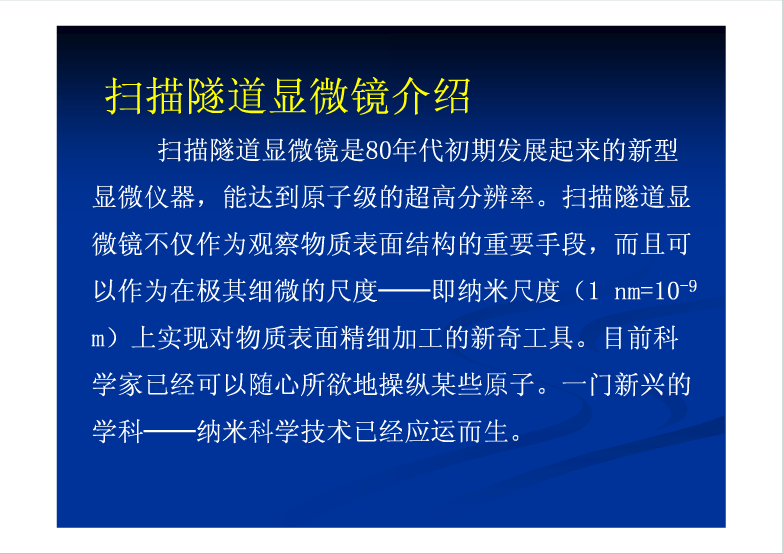 扫描隧道显微镜介绍
扫描隧道显微镜是80年代初期发展起来的新型
显微仪器，能达到原子级的超高分辨率。扫描隧道显
微镜不仅作为观察物质表面结构的重要手段，而且可
以作为在极其细微的尺度——即纳米尺度（1 nm=10⁻⁹
m）上实现对物质表面精细加工的新奇工具。目前科
学家已经可以随心所欲地操纵某些原子。一门新兴的
学科——纳米科学技术已经应运而生。